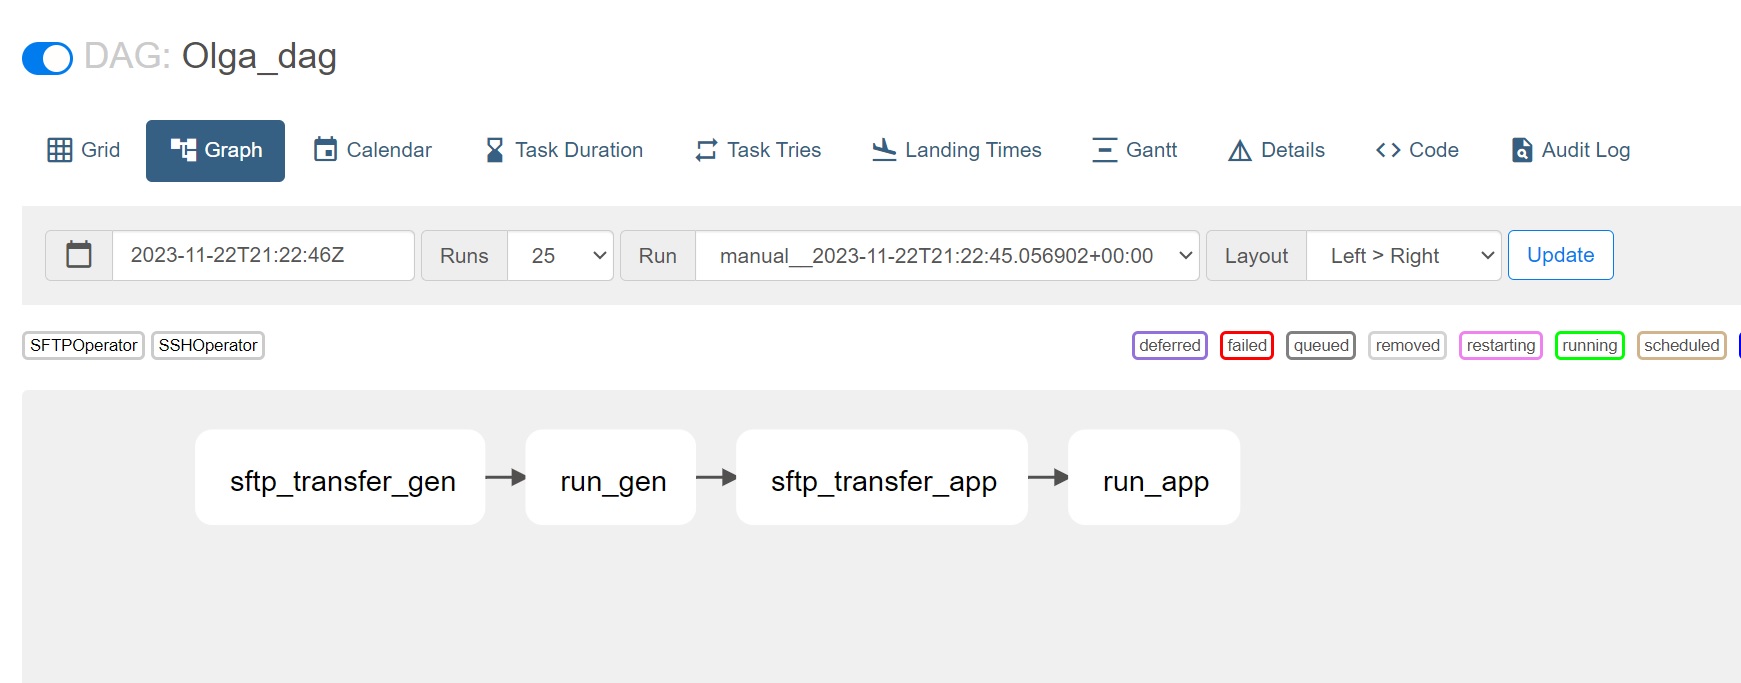 DAG: Olga_dag
Grid Graph Calendar Task Duration Task Tries Landing Times Gantt Details Code Audit Log
2023-11-22T21:22:46Z Runs 25 Run manual__2023-11-22T21:22:45.056902+00:00 Layout Left > Right Update
SFTPOperator SSHOperator deferred failed queued removed restarting running scheduled
sftp_transfer_gen run_gen sftp_transfer_app run_app